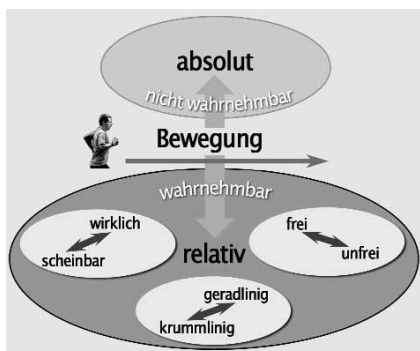 absolut
nicht wahrnehmbar
Bewegung
wahrnehmbar
wirklich
scheinbar
frei
unfrei
relativ
geradlinig
krummlinig